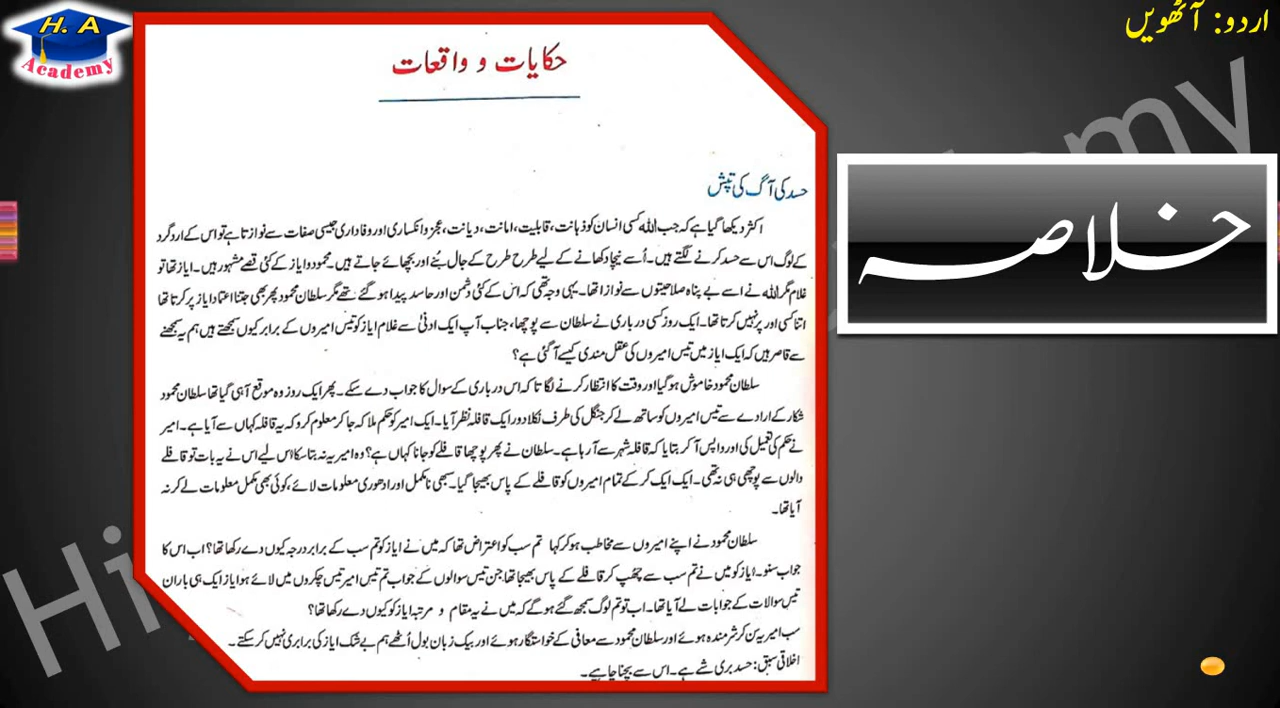 H. A
Academy
اردو: آٹھویں
حکایات و واقعات
خلاصہ
حسد کی آگ کی تپش
اکثر دیکھا گیا ہے کہ جب اللہ کسی انسان کو ذہانت، قابلیت، امانت، دیانت، عجز و انکساری اور وفاداری جیسی صفات سے نوازتا ہے تو اس کے ارد گرد
کے لوگ اس سے حسد کرنے لگتے ہیں۔ اُسے نیچا دکھانے کے لیے طرح طرح کے جال بُنے اور بچھائے جاتے ہیں۔ محمود و ایاز کے کئی قصے مشہور ہیں۔ ایاز تھا تو
غلام مگر اللہ نے اسے بے پناہ صلاحیتوں سے نوازا تھا۔ یہی وجہ تھی کہ اس کے کئی دشمن اور حاسد پیدا ہو گئے تھے مگر سلطان محمود پھر بھی جتنا اعتماد ایاز پر کرتا تھا
اتنا کسی اور پر نہیں کرتا تھا۔ ایک روز کسی درباری نے سلطان سے پوچھا، جناب آپ ایک ادنیٰ سے غلام ایاز کو تیس امیروں کے برابر کیوں سمجھتے ہیں ہم یہ سمجھنے
سے قاصر ہیں کہ ایک ایاز میں تیس امیروں کی عقل مندی کیسے آ گئی ہے؟
سلطان محمود خاموش ہو گیا اور وقت کا انتظار کرنے لگا تاکہ اس درباری کے سوال کا جواب دے سکے۔ پھر ایک روز وہ موقع آ ہی گیا تھا سلطان محمود
شکار کے ارادے سے تیس امیروں کو ساتھ لے کر جنگل کی طرف نکلا دور ایک قافلہ نظر آیا۔ ایک امیر کو حکم ملا کہ جا کر معلوم کرو کہ یہ قافلہ کہاں سے آیا ہے۔ امیر
نے حکم کی تعمیل کی اور واپس آ کر بتایا کہ قافلہ شہر سے آ رہا ہے۔ سلطان نے پھر پوچھا قافلے کو جانا کہاں ہے؟ وہ امیر یہ نہ بتا سکا اس لیے اس نے یہ بات تو قافلے
والوں سے پوچھی ہی نہ تھی۔ ایک ایک کر کے تمام امیروں کو قافلے کے پاس بھیجا گیا۔ سبھی نامکمل اور ادھوری معلومات لائے، کوئی بھی مکمل معلومات لے کر نہ
آیا تھا۔
سلطان محمود نے اپنے امیروں سے مخاطب ہو کر کہا تم سب کو اعتراض تھا کہ میں نے ایاز کو تم سب کے برابر درجہ کیوں دے رکھا تھا؟ اب اس کا
جواب سنو۔ ایاز کو میں نے تم سب سے چھپ کر قافلے کے پاس بھیجا تھا جن تیس سوالوں کے جواب تم تیس امیر تیس چکروں میں لائے ہو ایاز ایک ہی بار ان
تیس سوالات کے جوابات لے آیا تھا۔ اب تو تم لوگ سمجھ گئے ہو گے کہ میں نے یہ مقام و مرتبہ ایاز کو کیوں دے رکھا تھا؟
سب امیر یہ سن کر شرمندہ ہوئے اور سلطان محمود سے معافی کے خواستگار ہوئے اور بیک زبان بول اُٹھے ہم بے شک ایاز کی برابری نہیں کر سکتے۔
اخلاقی سبق: حسد بری شے ہے۔ اس سے بچنا چاہیے۔